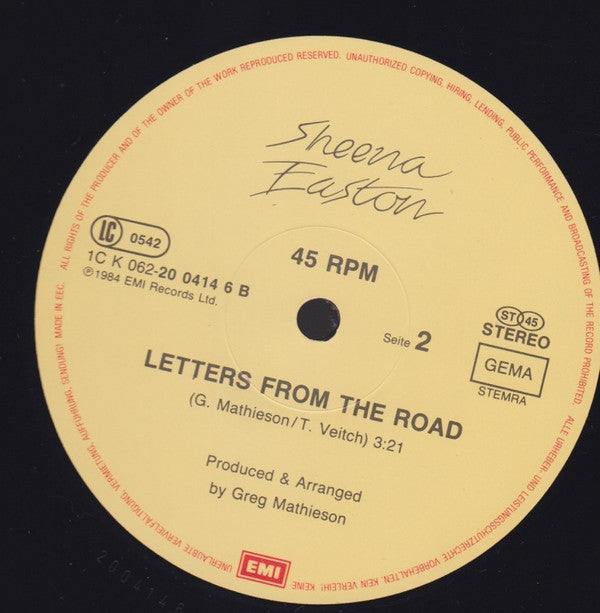 ALL RIGHTS OF THE PRODUCER AND OF THE OWNER OF THE WORK REPRODUCED RESERVED. UNAUTHORIZED COPYING, HIRING, LENDING, PUBLIC PERFORMANCE AND BROADCASTING OF THE RECORD PROHIBITED.
ALLE URHEBER- UND LEISTUNGSSCHUTZRECHTE VORBEHALTEN. KEIN VERLEIH! KEINE
UNERLAUBTE VERVIELFÄLTIGUNG, VERMIETUNG, AUFFÜHRUNG, SENDUNG! MADE IN EEC.
Sheena
Easton
LC 0542
1C K 062-20 0414 6 B
℗1984 EMI Records Ltd.
45 RPM
Seite 2
ST 45
STEREO
GEMA
STEMRA
LETTERS FROM THE ROAD
(G. Mathieson/T. Veitch) 3:21
Produced & Arranged
by Greg Mathieson
EMI